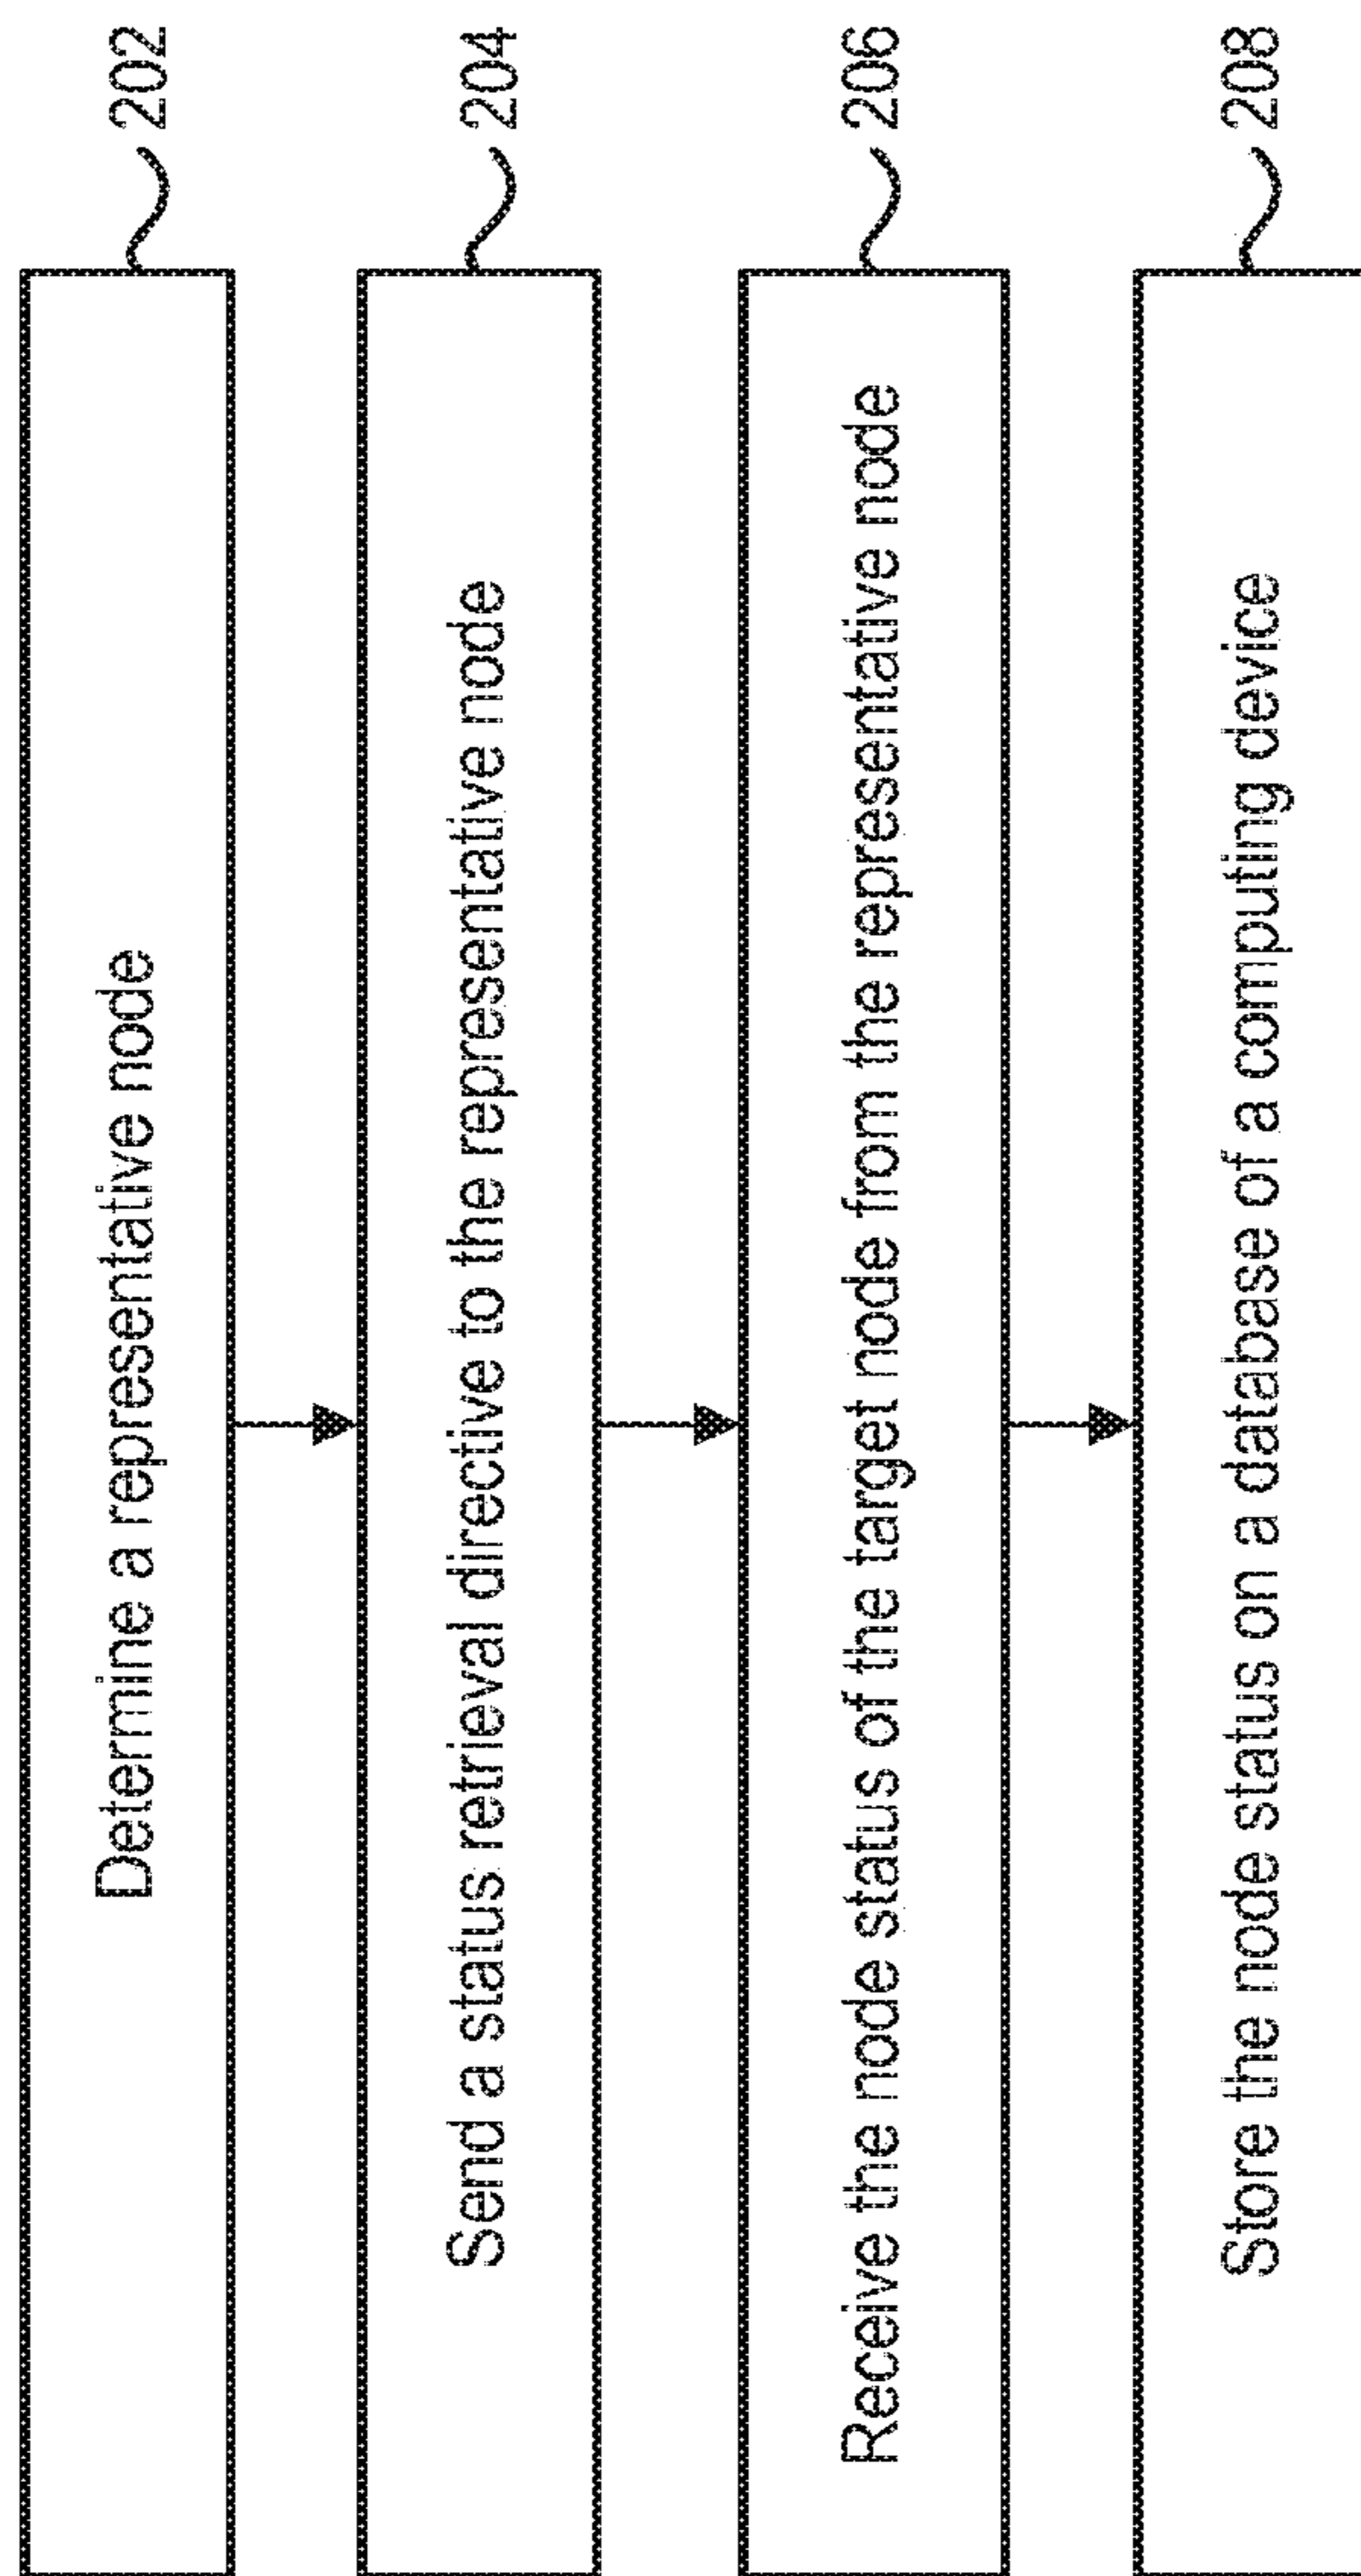 Determine a representative node
202
Send a status retrieval directive to the representative node
204
Receive the node status of the target node from the representative node
206
Store the node status on a database of a computing device
208